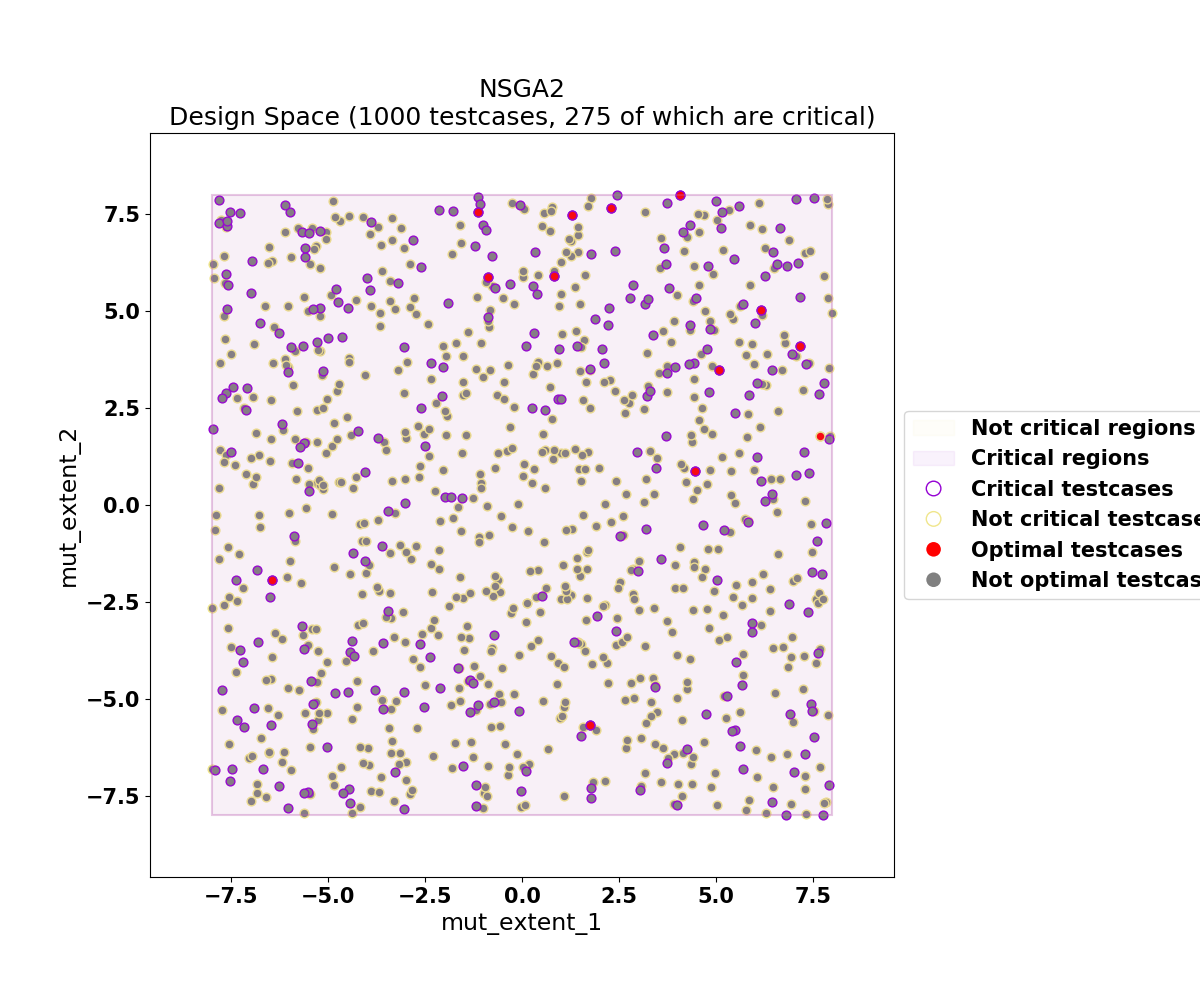 NSGA2
Design Space (1000 testcases, 275 of which are critical)
7.5
5.0
2.5
0.0
−2.5
−5.0
−7.5
mut_extent_2
−7.5 −5.0 −2.5 0.0 2.5 5.0 7.5
mut_extent_1
Not critical regions
Critical regions
Critical testcases
Not critical testcase
Optimal testcases
Not optimal testcas